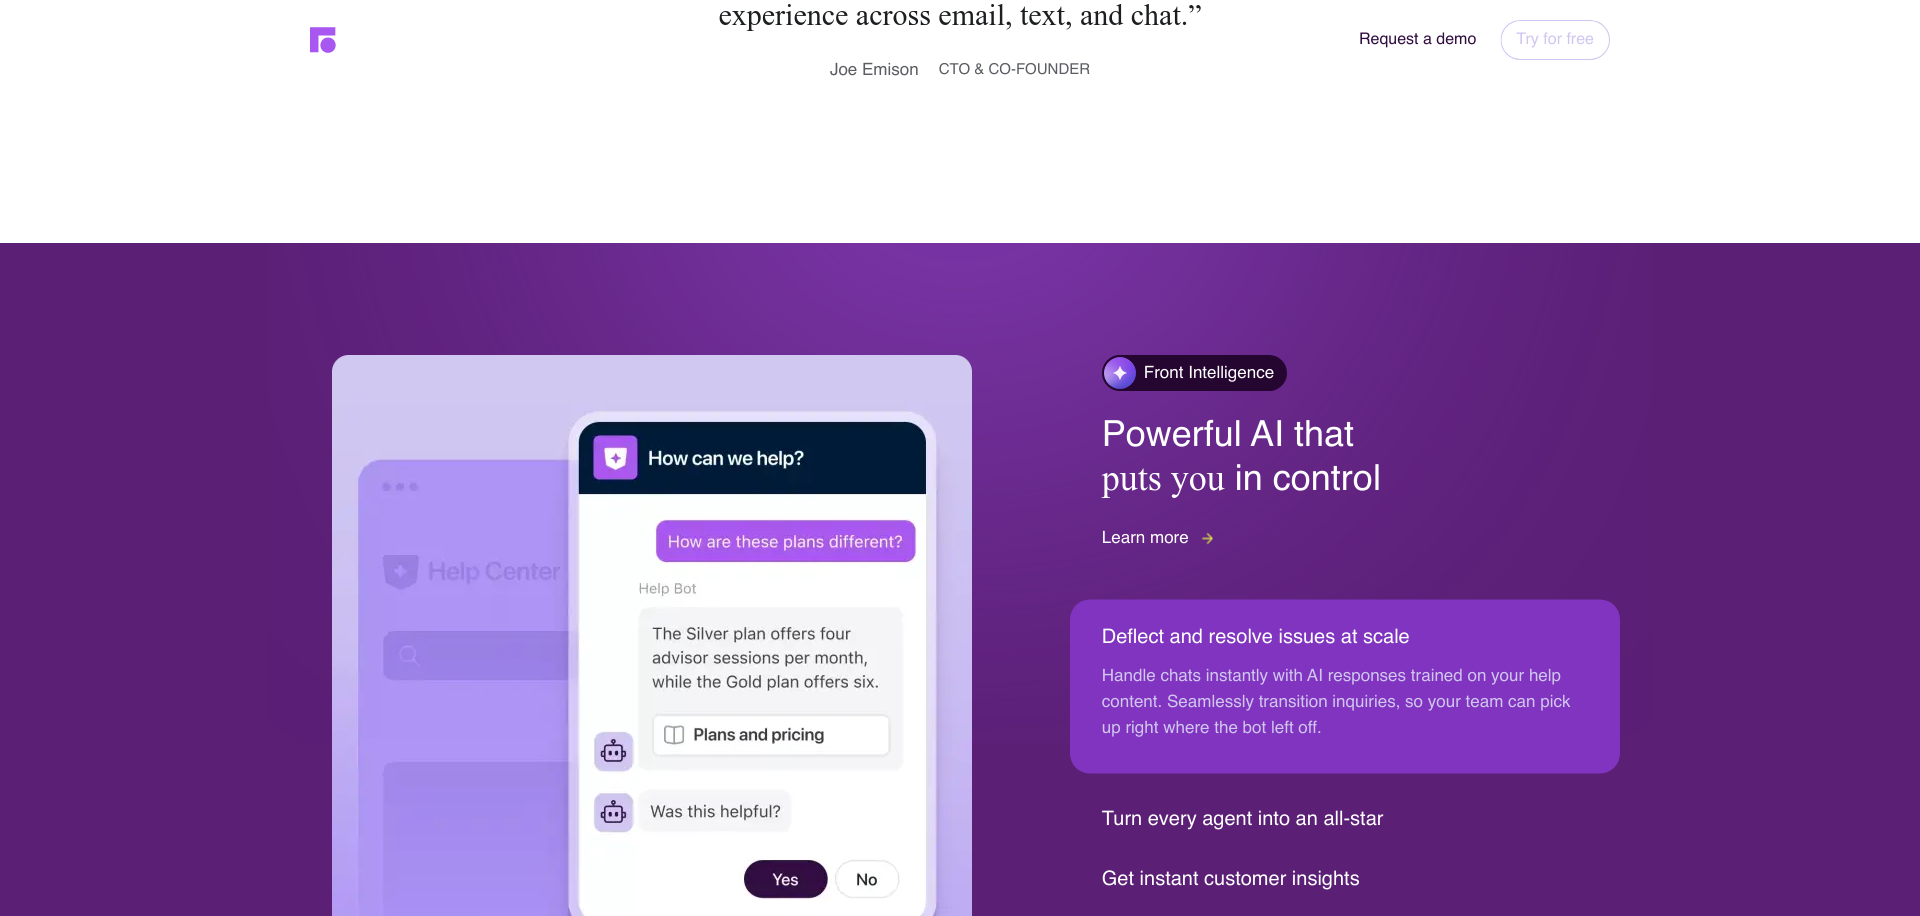 experience across email, text, and chat.”
Request a demo
Try for free
Joe Emison CTO & CO-FOUNDER
Front Intelligence
Powerful AI that
puts you in control
Learn more
How can we help?
How are these plans different?
Help Center
Help Bot
The Silver plan offers four
advisor sessions per month,
while the Gold plan offers six.
Plans and pricing
Was this helpful?
Yes No
Deflect and resolve issues at scale
Handle chats instantly with AI responses trained on your help
content. Seamlessly transition inquiries, so your team can pick
up right where the bot left off.
Turn every agent into an all-star
Get instant customer insights